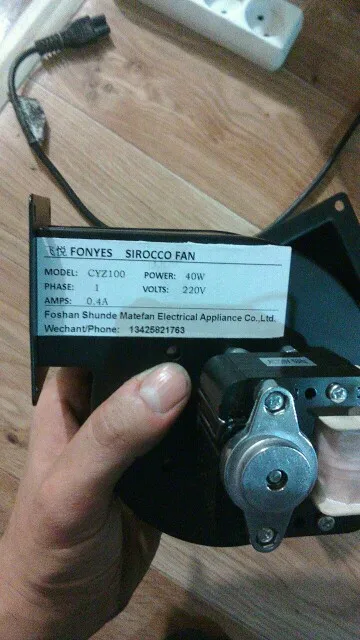 飞悦 FONYES SIROCCO FAN
MODEL: CYZ100 POWER: 40W
PHASE: 1 VOLTS: 220V
AMPS: 0.4A
Foshan Shunde Matefan Electrical Appliance Co.,Ltd.
Wechant/Phone: 13425821763